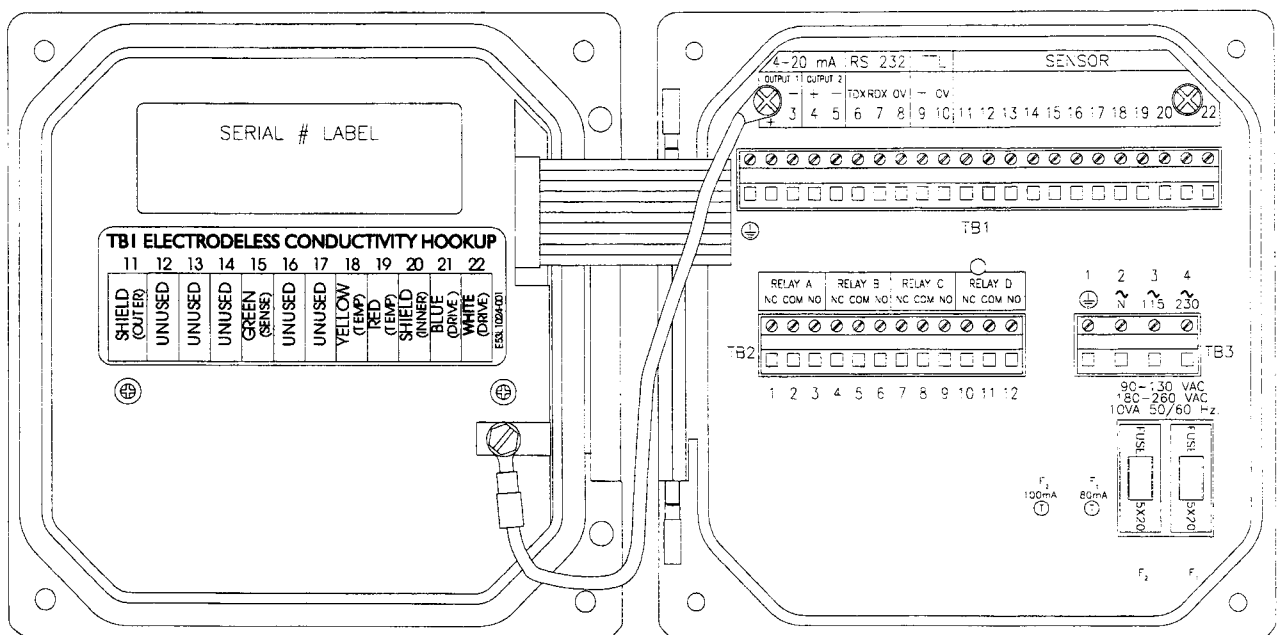 SERIAL # LABEL
TB1 ELECTRODELESS CONDUCTIVITY HOOKUP
11 12 13 14 15 16 17 18 19 20 21 22
SHIELD (OUTER)
UNUSED
UNUSED
UNUSED
GREEN (SENSE)
UNUSED
UNUSED
YELLOW (TEMP)
RED (TEMP)
SHIELD (INNER)
BLUE (DRIVE)
WHITE (DRIVE)
4-20 mA RS 232 TTL SENSOR
OUTPUT 1 OUTPUT 2
- + - TDX RDX 0V - 0V
+ 3 4 5 6 7 8 9 10 11 12 13 14 15 16 17 18 19 20 22
TB1
RELAY A RELAY B RELAY C RELAY D
NC COM NO NC COM NO NC COM NO NC COM NO
TB2
1 2 3 4 5 6 7 8 9 10 11 12
1 2 3 4
N 115 230
TB3
90-130 VAC
180-260 VAC
10VA 50/60 Hz.
FUSE 5X20
FUSE 5X20
F2 100mA T
F1 80mA T
F2 F1